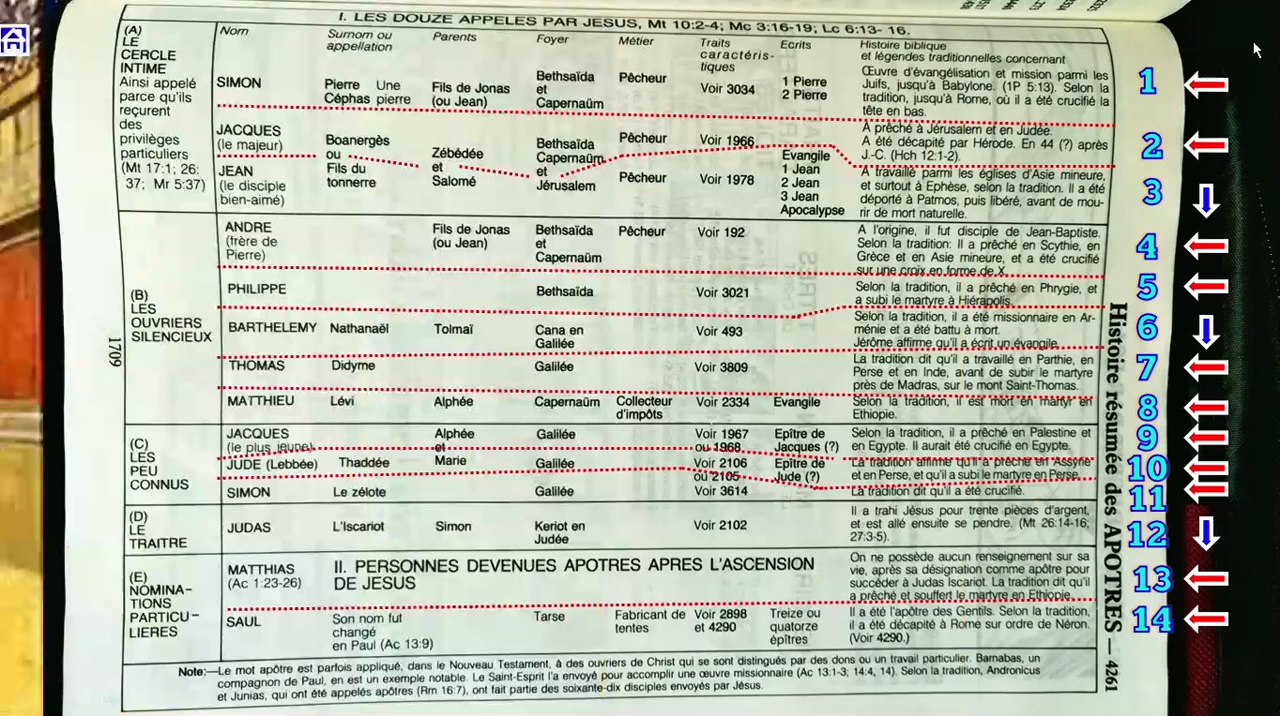 I. LES DOUZE APPELES PAR JESUS, Mt 10:2-4; Mc 3:16-19; Lc 6:13- 16.
Nom
Surnom ou
appellation
Parents
Foyer
Métier
Traits
caractéris-
tiques
Ecrits
Histoire biblique
et légendes traditionnelles concernant
(A)
LE
CERCLE
INTIME
Ainsi appelé
parce qu'ils
reçurent
des
privilèges
particuliers
(Mt 17:1; 26:
37; Mr 5:37)
SIMON
Pierre Une
Céphas pierre
Fils de Jonas
(ou Jean)
Bethsaïda
et
Capernaüm
Pêcheur
Voir 3034
1 Pierre
2 Pierre
Œuvre d'évangélisation et mission parmi les
Juifs, jusqu'à Babylone. (1P 5:13). Selon la
tradition, jusqu'à Rome, où il a été crucifié la
tête en bas.
1
JACQUES
(le majeur)
Boanergès
ou
Fils du
tonnerre
Zébédée
et
Salomé
Bethsaïda
Capernaüm
et
Jérusalem
Pêcheur
Voir 1966
A prêché à Jérusalem et en Judée.
A été décapité par Hérode. En 44 (?) après
J.-C. (Hch 12:1-2).
2
JEAN
(le disciple
bien-aimé)
Pêcheur
Voir 1978
Evangile
1 Jean
2 Jean
3 Jean
Apocalypse
A travaillé parmi les églises d'Asie mineure,
et surtout à Ephèse, selon la tradition. Il a été
déporté à Patmos, puis libéré, avant de mou-
rir de mort naturelle.
3
(B)
LES
OUVRIERS
SILENCIEUX
ANDRE
(frère de
Pierre)
Fils de Jonas
(ou Jean)
Bethsaïda
et
Capernaüm
Pêcheur
Voir 192
A l'origine, il fut disciple de Jean-Baptiste.
Selon la tradition: Il a prêché en Scythie, en
Grèce et en Asie mineure, et a été crucifié
sur une croix en forme de X.
4
PHILIPPE
Bethsaïda
Voir 3021
Selon la tradition, il a prêché en Phrygie, et
a subi le martyre à Hiérapolis.
5
BARTHELEMY
Nathanaël
Tolmaï
Cana en
Galilée
Voir 493
Selon la tradition, il a été missionnaire en Ar-
ménie et a été battu à mort.
Jérôme affirme qu'il a écrit un évangile.
6
THOMAS
Didyme
Galilée
Voir 3809
La tradition dit qu'il a travaillé en Parthie, en
Perse et en Inde, avant de subir le martyre
près de Madras, sur le mont Saint-Thomas.
7
MATTHIEU
Lévi
Alphée
Capernaüm
Collecteur
d'impôts
Voir 2334
Evangile
Selon la tradition, il est mort en martyr en
Ethiopie.
8
(C)
LES
PEU
CONNUS
JACQUES
(le plus jeune)
Alphée
et
Marie
Galilée
Voir 1967
ou 1968
Epître de
Jacques (?)
Selon la tradition, il a prêché en Palestine et
en Egypte. Il aurait été crucifié en Egypte.
9
JUDE (Lebbée)
Thaddée
Galilée
Voir 2106
ou 2105
Epître de
Jude (?)
La tradition affirme qu'il a prêché en Assyrie
et en Perse, et qu'il a subi le martyre en Perse.
10
SIMON
Le zélote
Galilée
Voir 3614
La tradition dit qu'il a été crucifié.
11
(D)
LE
TRAITRE
JUDAS
L'Iscariot
Simon
Keriot en
Judée
Voir 2102
Il a trahi Jésus pour trente pièces d'argent,
et est allé ensuite se pendre. (Mt 26:14-16;
27:3-5).
12
(E)
NOMINA-
TIONS
PARTICU-
LIERES
MATTHIAS
(Ac 1:23-26)
II. PERSONNES DEVENUES APOTRES APRES L'ASCENSION
DE JESUS
On ne possède aucun renseignement sur sa
vie, après sa désignation comme apôtre pour
succéder à Judas Iscariot. La tradition dit qu'il
a prêché et souffert le martyre en Ethiopie.
13
SAUL
Son nom fut
changé
en Paul (Ac 13:9)
Tarse
Fabricant de
tentes
Voir 2898
et 4290
Treize ou
quatorze
épîtres
Il a été l'apôtre des Gentils. Selon la tradition,
il a été décapité à Rome sur ordre de Néron.
(Voir 4290.)
14
Note:—Le mot apôtre est parfois appliqué, dans le Nouveau Testament, à des ouvriers de Christ qui se sont distingués par des dons ou un travail particulier. Barnabas, un
compagnon de Paul, en est un exemple notable. Le Saint-Esprit l'a envoyé pour accomplir une œuvre missionnaire (Ac 13:1-3; 14:4, 14). Selon la tradition, Andronicus
et Junias, qui ont été appelés apôtres (Rm 16:7), ont fait partie des soixante-dix disciples envoyés par Jésus.
1709
Histoire résumée des APOTRES — 4261